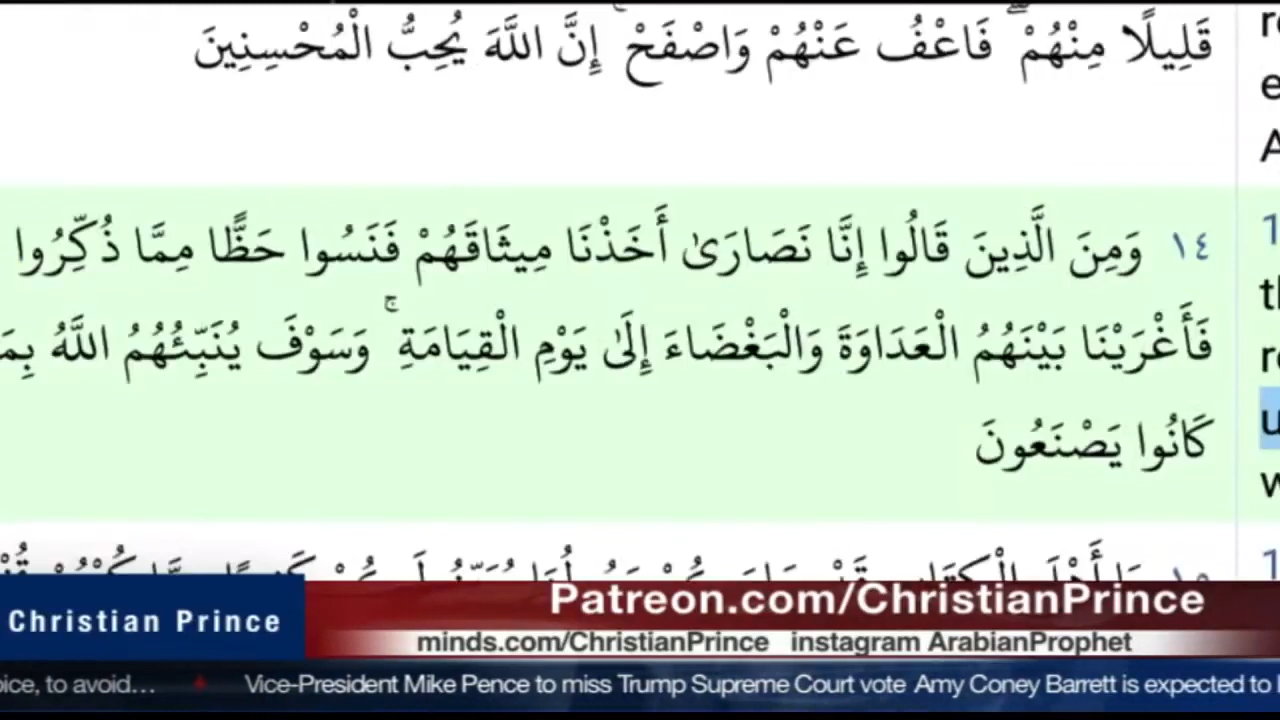 قَلِيلًا مِنْهُمْ ۖ فَاعْفُ عَنْهُمْ وَاصْفَحْ ۚ إِنَّ اللَّهَ يُحِبُّ الْمُحْسِنِينَ
١٤ وَمِنَ الَّذِينَ قَالُوا إِنَّا نَصَارَىٰ أَخَذْنَا مِيثَاقَهُمْ فَنَسُوا حَظًّا مِمَّا ذُكِّرُوا
فَأَغْرَيْنَا بَيْنَهُمُ الْعَدَاوَةَ وَالْبَغْضَاءَ إِلَىٰ يَوْمِ الْقِيَامَةِ ۚ وَسَوْفَ يُنَبِّئُهُمُ اللَّهُ
كَانُوا يَصْنَعُونَ
Christian Prince
Patreon.com/ChristianPrince
minds.com/ChristianPrince instagram ArabianProphet
to avoid... Vice-President Mike Pence to miss Trump Supreme Court vote Amy Coney Barrett is expected to